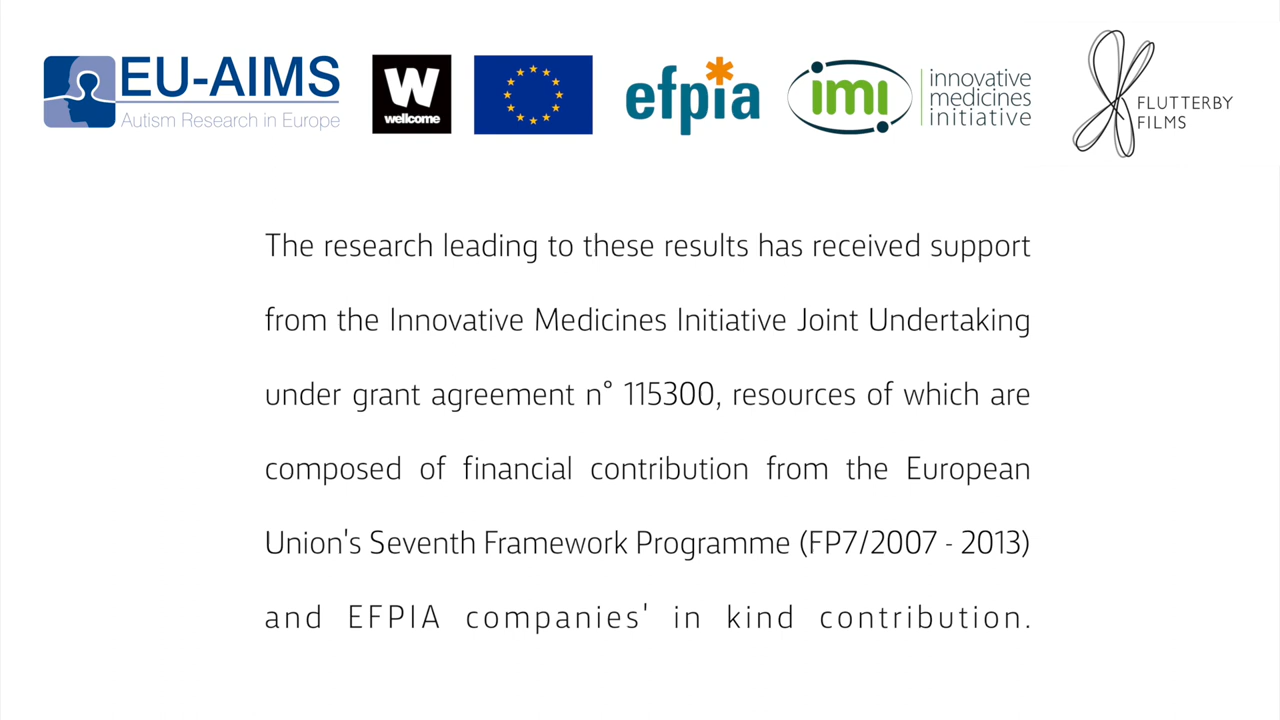 EU-AIMS
Autism Research in Europe
W
wellcome
efpia
imi
innovative
medicines
initiative
FLUTTERBY
FILMS
The research leading to these results has received support
from the Innovative Medicines Initiative Joint Undertaking
under grant agreement n° 115300, resources of which are
composed of financial contribution from the European
Union's Seventh Framework Programme (FP7/2007 - 2013)
and EFPIA companies' in kind contribution.